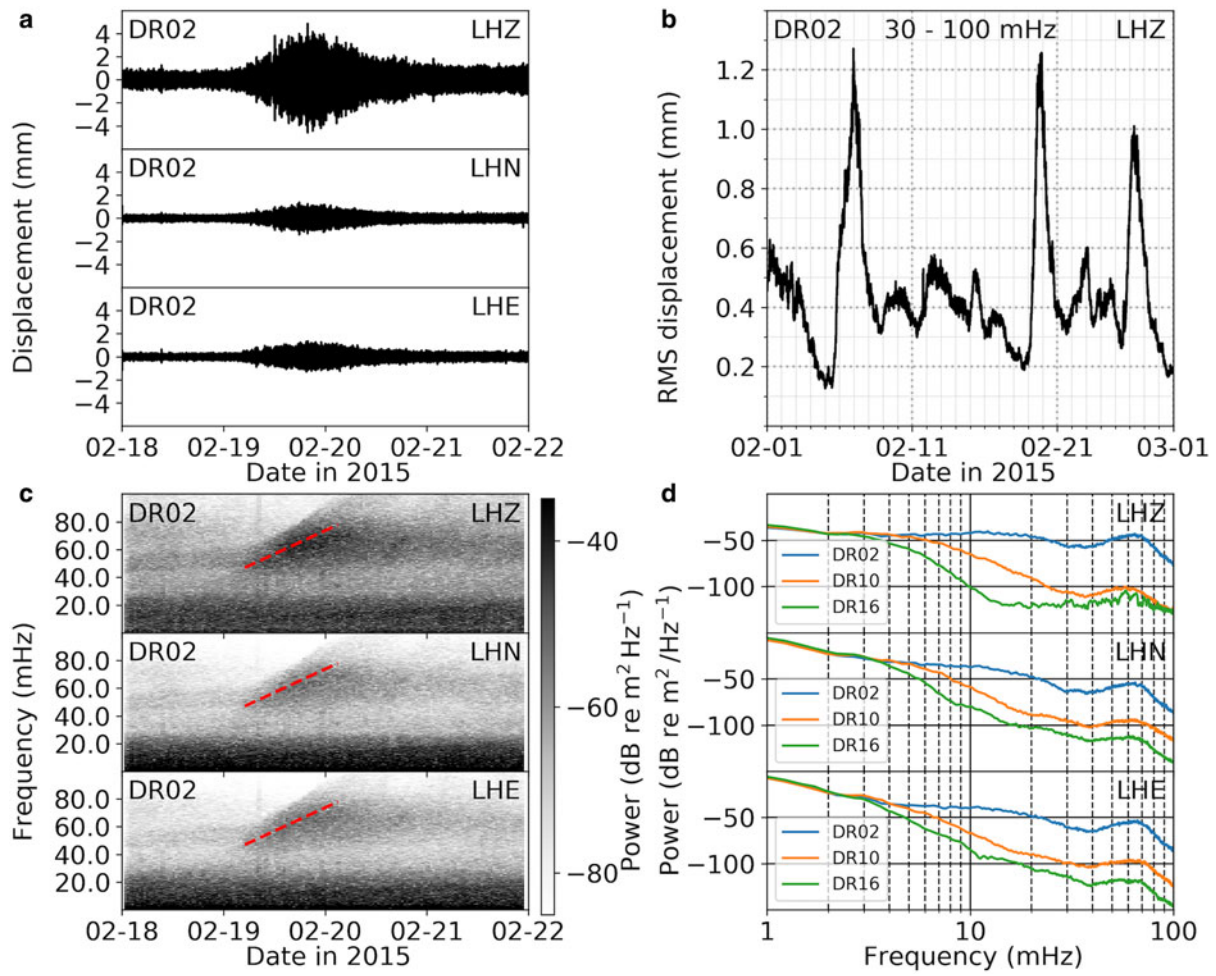 a
DR02 LHZ
4
2
0
−2
−4
DR02 LHN
4
2
0
−2
−4
DR02 LHE
4
2
0
−2
−4
Displacement (mm)
02-18 02-19 02-20 02-21 02-22
Date in 2015
b
DR02 30 - 100 mHz LHZ
1.2
1.0
0.8
0.6
0.4
0.2
RMS displacement (mm)
02-01 02-11 02-21 03-01
Date in 2015
c
DR02 LHZ
80.0
60.0
40.0
20.0
DR02 LHN
80.0
60.0
40.0
20.0
DR02 LHE
80.0
60.0
40.0
20.0
Frequency (mHz)
02-18 02-19 02-20 02-21 02-22
Date in 2015
−40
−60
−80
Power (dB re m² Hz⁻¹)
d
LHZ
−50
−100
DR02
DR10
DR16
LHN
−50
−100
DR02
DR10
DR16
LHE
−50
−100
DR02
DR10
DR16
Power (dB re m²/Hz⁻¹)
1 10 100
Frequency (mHz)